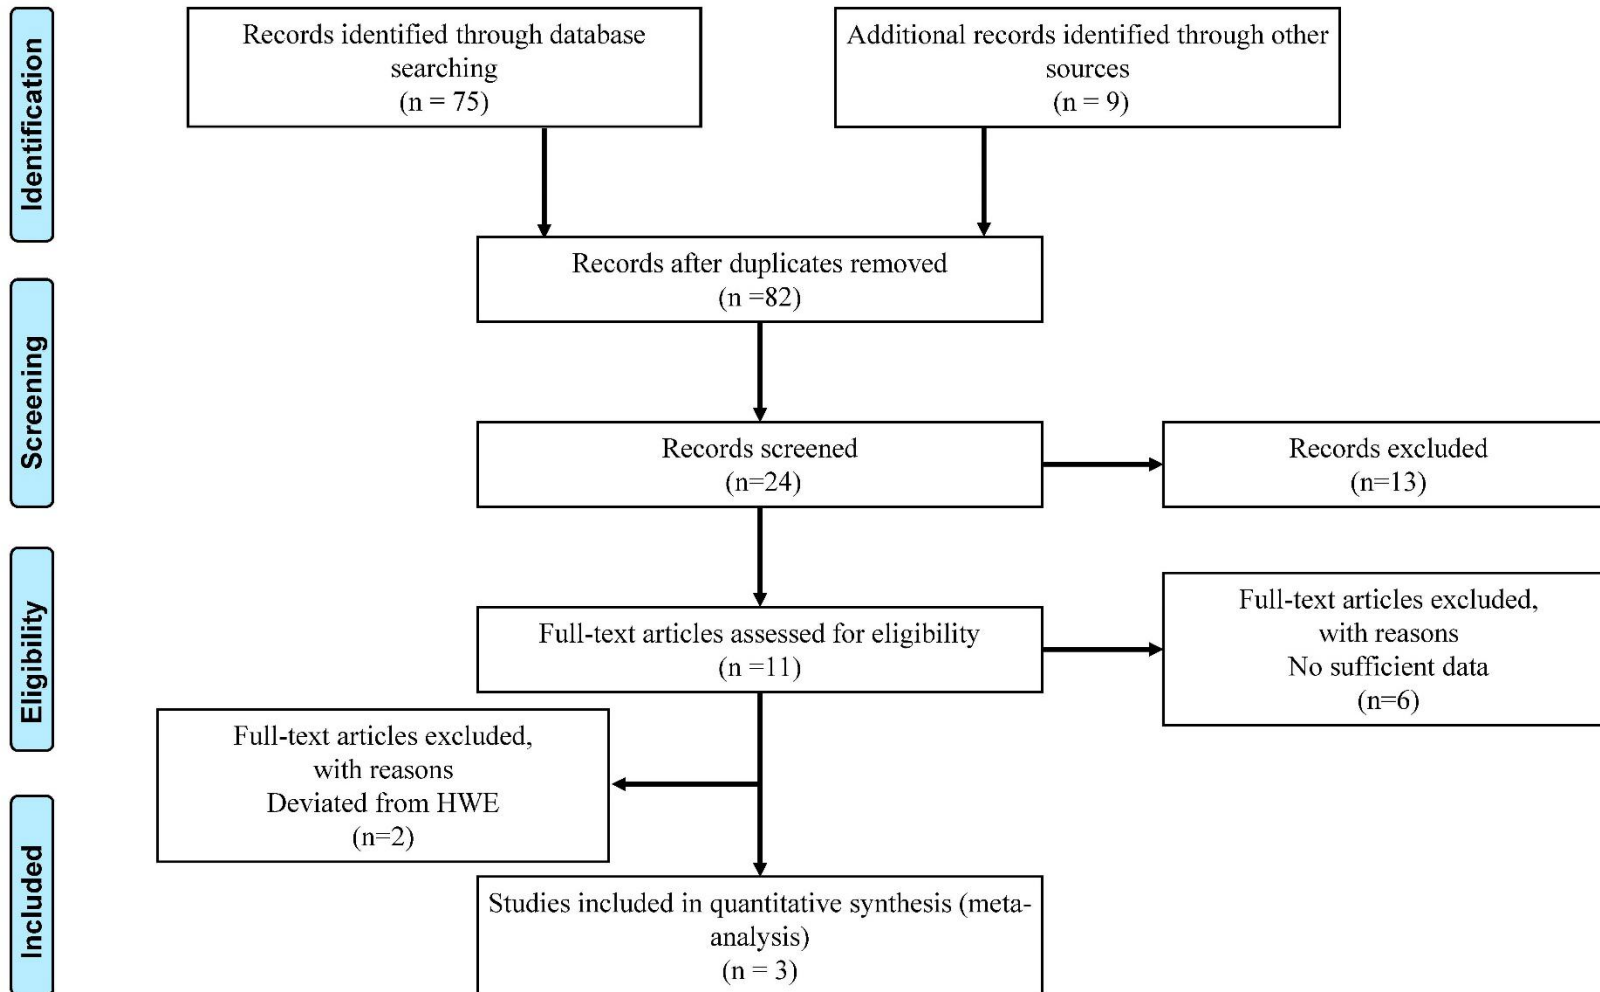 Identification
Records identified through database
searching
(n = 75)
Additional records identified through other
sources
(n = 9)
Records after duplicates removed
(n =82)
Screening
Records screened
(n=24)
Records excluded
(n=13)
Eligibility
Full-text articles assessed for eligibility
(n =11)
Full-text articles excluded,
with reasons
No sufficient data
(n=6)
Full-text articles excluded,
with reasons
Deviated from HWE
(n=2)
Included
Studies included in quantitative synthesis (meta-
analysis)
(n = 3)